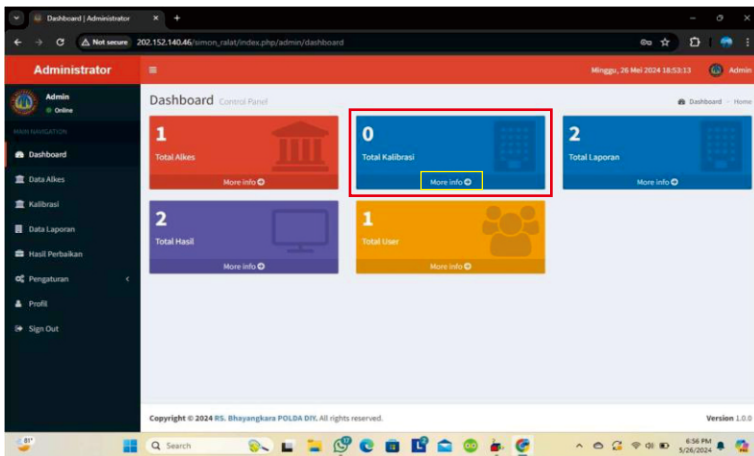 Dashboard | Administrator
Not secure 202.152.140.46/simon_ralat/index.php/admin/dashboard
Administrator
Minggu, 26 Mei 2024 18:53:13
Admin
Admin
Online
MAIN NAVIGATION
Dashboard
Data Alkes
Kalibrasi
Data Laporan
Hasil Perbaikan
Pengaturan
Profil
Sign Out
Dashboard Control Panel
Dashboard Home
1
Total Alkes
More info
0
Total Kalibrasi
More info
2
Total Laporan
More info
2
Total Hasil
More info
1
Total User
More info
Copyright © 2024 RS. Bhayangkara POLDA DIY. All rights reserved.
Version 1.0.0
81°
Search
6:56 PM
5/26/2024